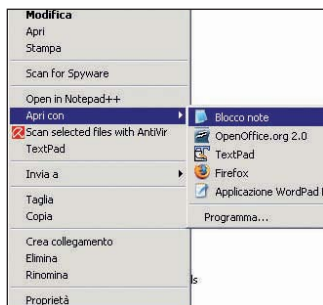 Modifica
Apri
Stampa
Scan for Spyware
Open in Notepad++
Apri con
Scan selected files with AntiVir
TextPad
Invia a
Taglia
Copia
Crea collegamento
Elimina
Rinomina
Proprietà
Blocco note
OpenOffice.org 2.0
TextPad
Firefox
Applicazione WordPad
Programma...
ls